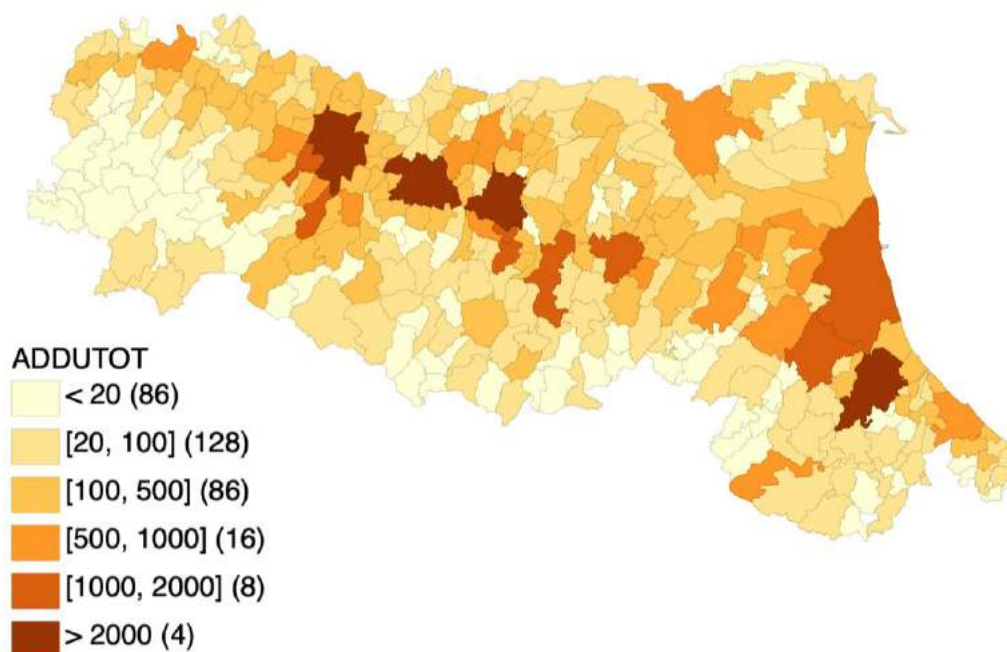 ADDUTOT
< 20 (86)
[20, 100] (128)
[100, 500] (86)
[500, 1000] (16)
[1000, 2000] (8)
> 2000 (4)